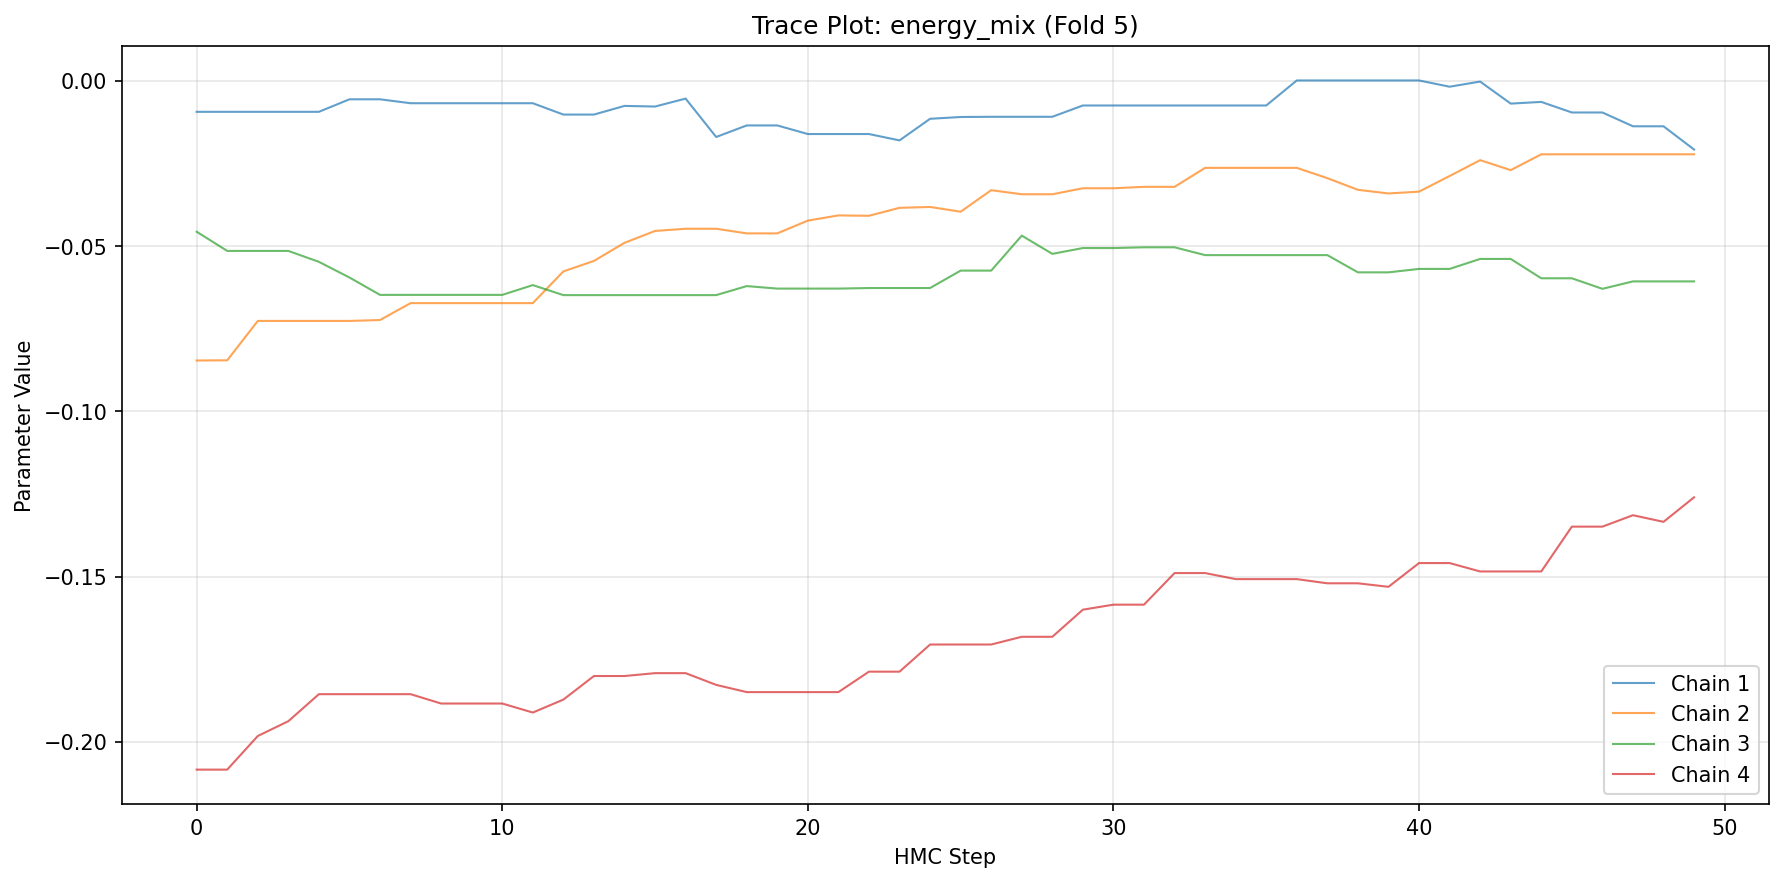 Trace Plot: energy_mix (Fold 5)
0.00
−0.05
−0.10
−0.15
−0.20
Parameter Value
0
10
20
30
40
50
HMC Step
Chain 1
Chain 2
Chain 3
Chain 4